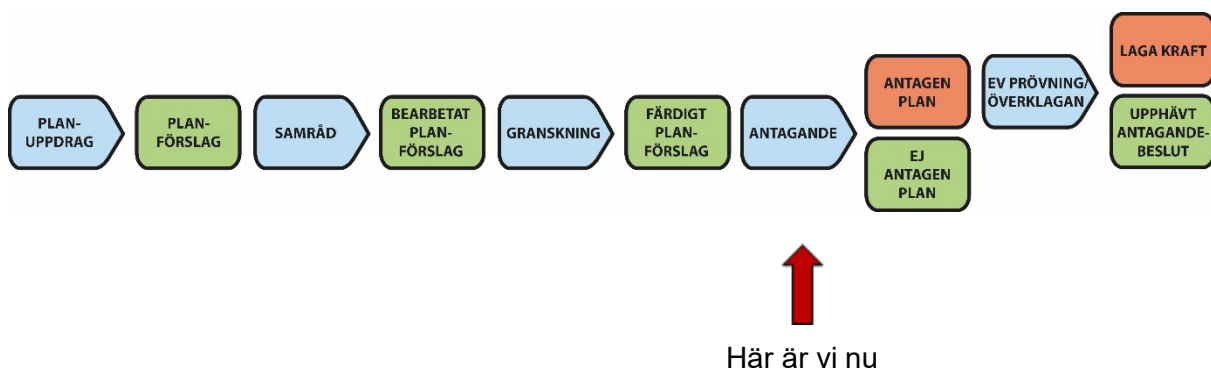 PLAN-
UPPDRAG
PLAN-
FÖRSLAG
SAMRÅD
BEARBETAT
PLAN-
FÖRSLAG
GRANSKNING
FÄRDIGT
PLAN-
FÖRSLAG
ANTAGANDE
ANTAGEN
PLAN
EJ
ANTAGEN
PLAN
EV PRÖVNING/
ÖVERKLAGAN
LAGA KRAFT
UPPHÄVT
ANTAGANDE-
BESLUT
Här är vi nu